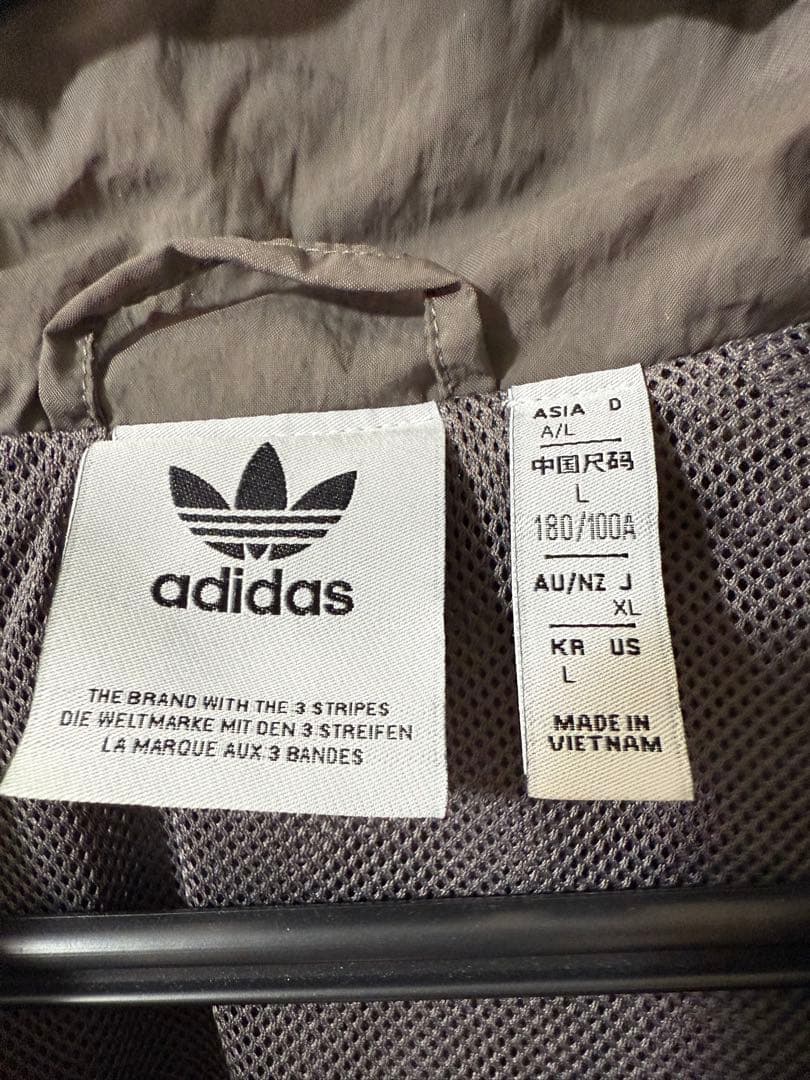 adidas
THE BRAND WITH THE 3 STRIPES
DIE WELTMARKE MIT DEN 3 STREIFEN
LA MARQUE AUX 3 BANDES
ASIA D
A/L
中国尺码
L
180/100A
AU/NZ J
XL
KR US
L
MADE IN
VIETNAM